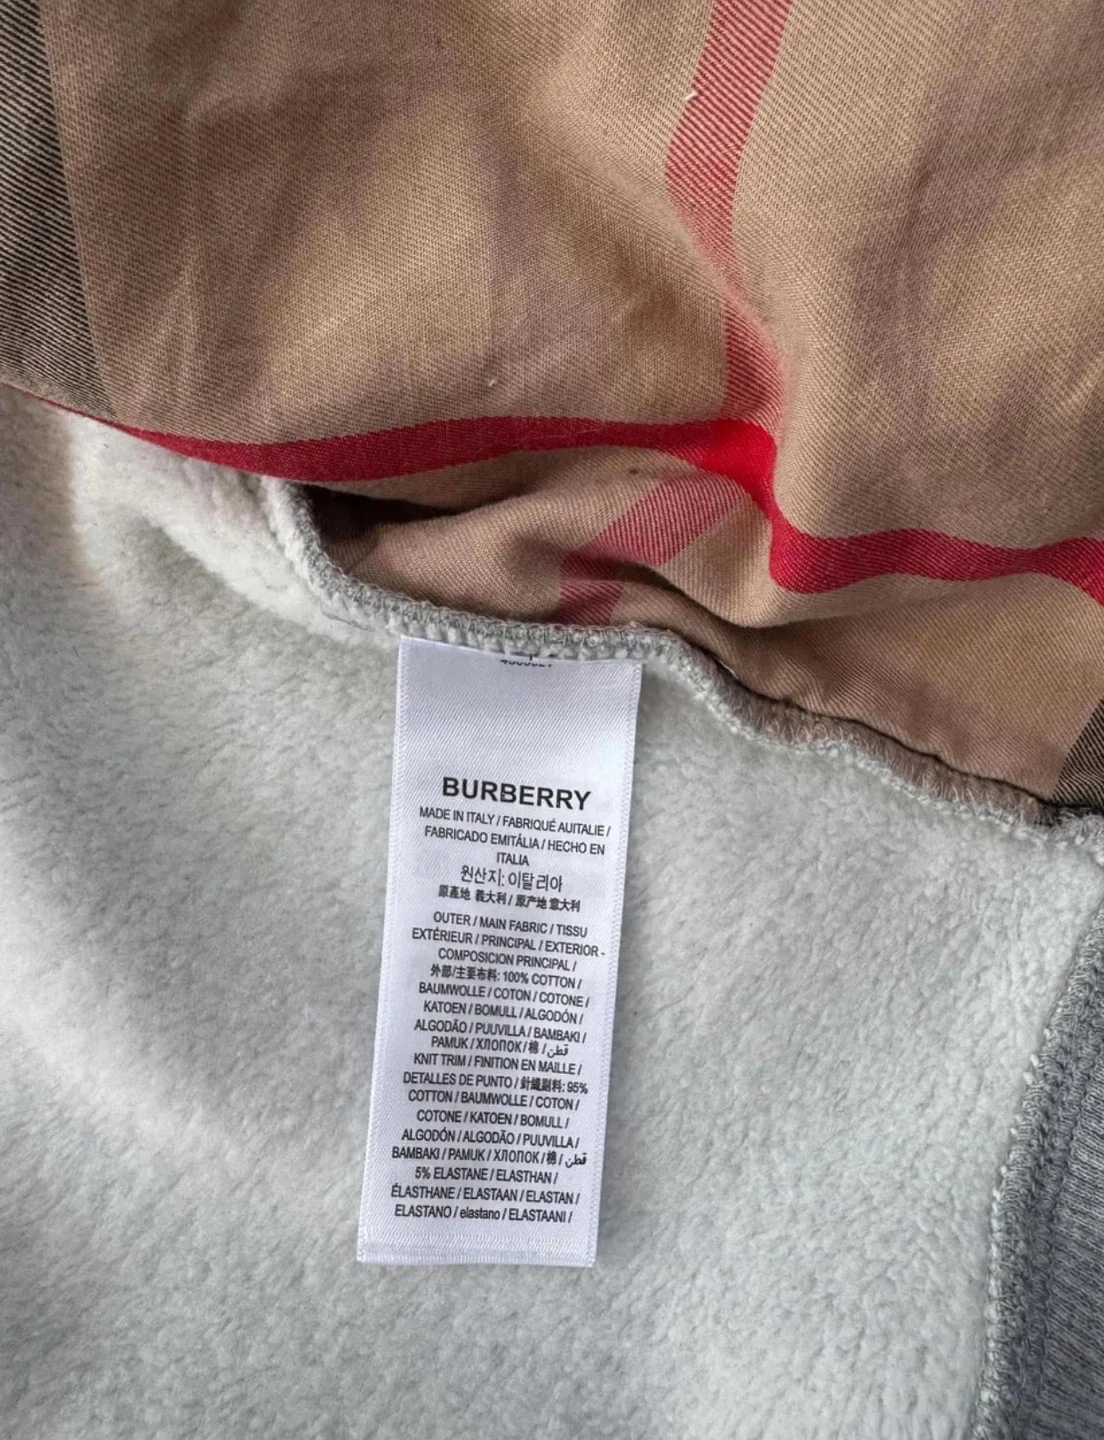 BURBERRY
MADE IN ITALY / FABRIQUÉ AUITALIE /
FABRICADO EMITÁLIA / HECHO EN
ITALIA
원산지: 이탈리아
原產地 義大利 / 原产地 意大利
OUTER / MAIN FABRIC / TISSU
EXTÉRIEUR / PRINCIPAL / EXTERIOR -
COMPOSICION PRINCIPAL /
外部/主要布料: 100% COTTON /
BAUMWOLLE / COTON / COTONE /
KATOEN / BOMULL / ALGODÓN /
ALGODÃO / PUUVILLA / BAMBAKI /
PAMUK / ХЛОПОК / 棉 / قطن
KNIT TRIM / FINITION EN MAILLE /
DETALLES DE PUNTO / 針織副料: 95%
COTTON / BAUMWOLLE / COTON /
COTONE / KATOEN / BOMULL /
ALGODÓN / ALGODÃO / PUUVILLA /
BAMBAKI / PAMUK / ХЛОПОК / 棉 / قطن
5% ELASTANE / ELASTHAN /
ÉLASTHANE / ELASTAAN / ELASTAN /
ELASTANO / elastano / ELASTAANI /